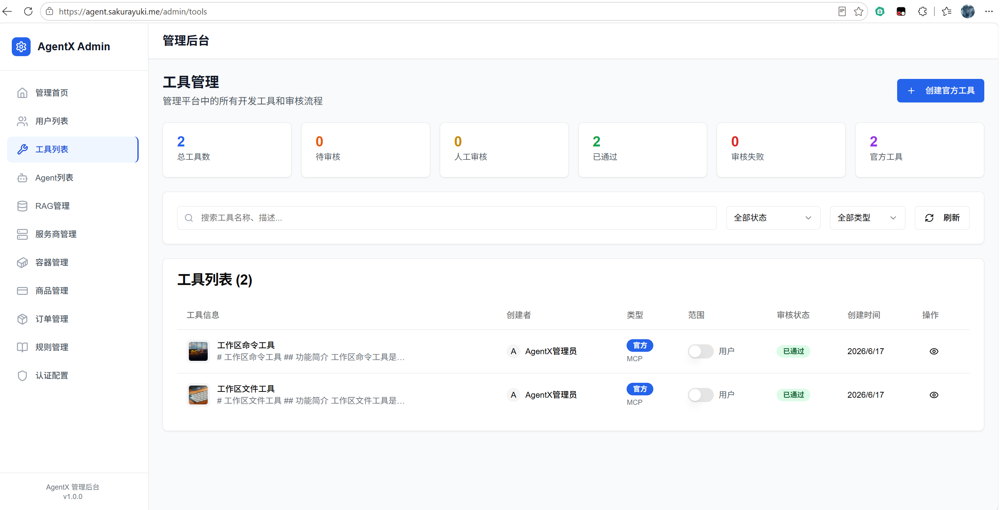 https://agent.sakurayuki.me/admin/tools
AgentX Admin
管理首页
用户列表
工具列表
Agent列表
RAG管理
服务商管理
容器管理
商品管理
订单管理
规则管理
认证配置
AgentX 管理后台
v1.0.0
管理后台
工具管理
管理平台中的所有开发工具和审核流程
创建官方工具
2
总工具数
0
待审核
0
人工审核
2
已通过
0
审核失败
2
官方工具
搜索工具名称、描述...
全部状态
全部类型
刷新
工具列表 (2)
工具信息 创建者 类型 范围 审核状态 创建时间 操作
工作区命令工具
# 工作区命令工具 ## 功能简介 工作区命令工具是...
A AgentX管理员
官方
MCP
用户
已通过
2026/6/17
工作区文件工具
# 工作区文件工具 ## 功能简介 工作区文件工具是...
A AgentX管理员
官方
MCP
用户
已通过
2026/6/17